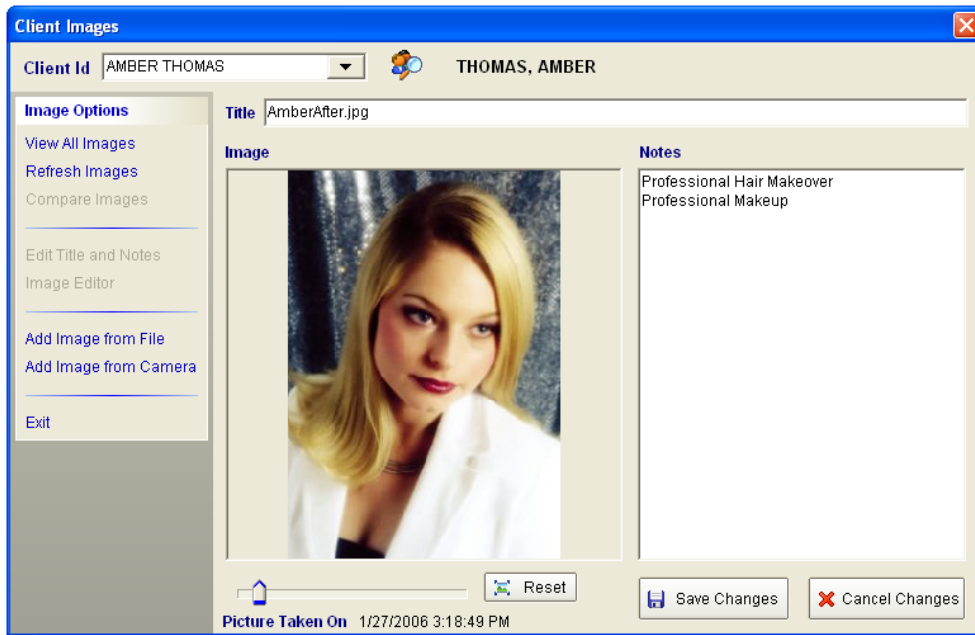 Client Images
Client Id AMBER THOMAS THOMAS, AMBER
Image Options
View All Images
Refresh Images
Compare Images
Edit Title and Notes
Image Editor
Add Image from File
Add Image from Camera
Exit
Title AmberAfter.jpg
Image
Notes
Professional Hair Makeover
Professional Makeup
Reset
Picture Taken On 1/27/2006 3:18:49 PM
Save Changes
Cancel Changes